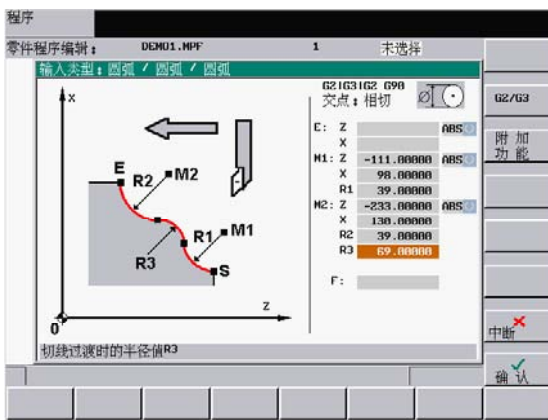 程序
零件程序编辑： DEMO1.MPF 1 未选择
输入类型：圆弧 / 圆弧 / 圆弧
G2|G3|G2 G90
交点：相切
G2/G3
附 加
功 能
X
E: Z ABS
X
M1: Z -111.00000 ABS
X 98.00000
R1 39.00000
M2: Z -233.00000 ABS
X 130.00000
R2 39.00000
R3 69.00000
F:
E
R2
M2
R1
M1
R3
S
Z
0
中断
切线过渡时的半径值R3
确 认